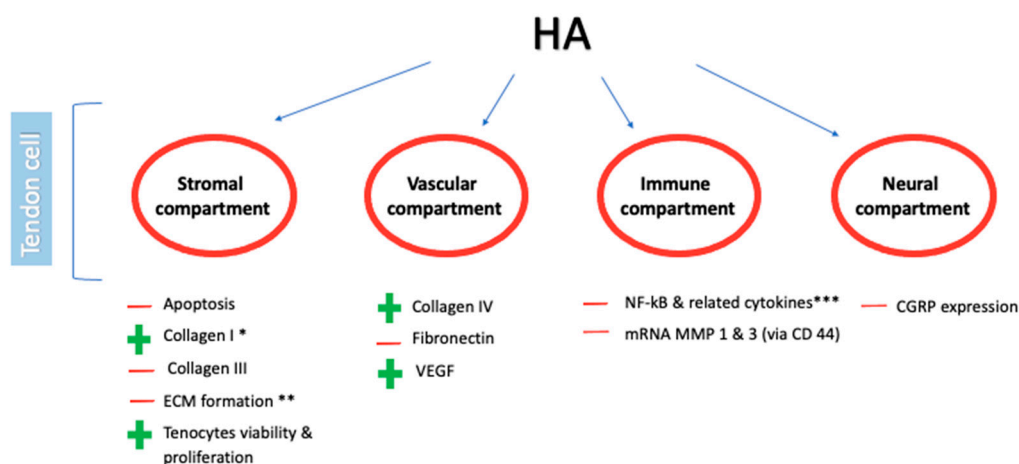 HA
Tendon cell
Stromal
compartment
Vascular
compartment
Immune
compartment
Neural
compartment
Apoptosis
Collagen I *
Collagen III
ECM formation **
Tenocytes viability &
proliferation
Collagen IV
Fibronectin
VEGF
NF-kB & related cytokines***
mRNA MMP 1 & 3 (via CD 44)
CGRP expression